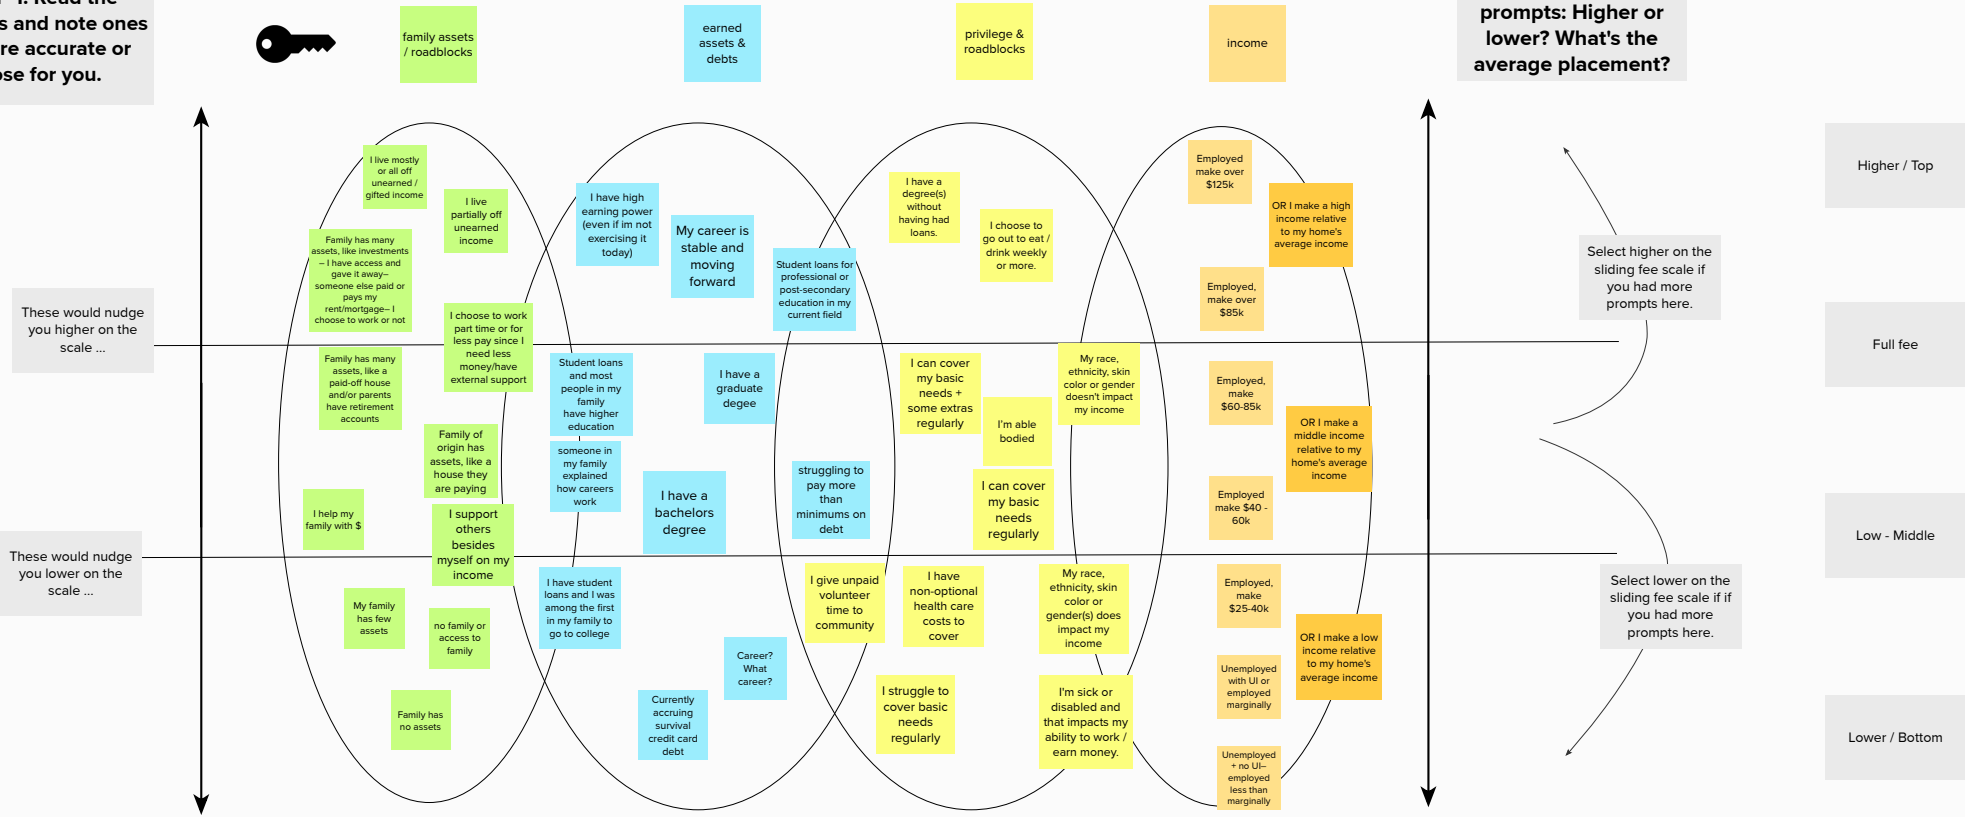 1. Read the
s and note ones
re accurate or
ose for you.
family assets
/ roadblocks
earned
assets &
debts
privilege &
roadblocks
income
prompts: Higher or
lower? What's the
average placement?
These would nudge
you higher on the
scale ...
These would nudge
you lower on the
scale ...
I live mostly
or all off
unearned /
gifted income
I live
partially off
unearned
income
Family has many
assets, like investments
– I have access and
gave it away–
someone else paid or
pays my
rent/mortgage– I
choose to work or not
I choose to work
part time or for
less pay since I
need less
money/have
external support
Family has many
assets, like a
paid-off house
and/or parents
have retirement
accounts
Family of
origin has
assets, like a
house they
are paying
I help my
family with $
I support
others
besides
myself on my
income
My family
has few
assets
no family or
access to
family
Family has
no assets
I have high
earning power
(even if im not
exercising it
today)
My career is
stable and
moving
forward
Student loans for
professional or
post-secondary
education in my
current field
Student loans
and most
people in my
family
have higher
education
I have a
graduate
degee
someone in
my family
explained
how careers
work
I have a
bachelors
degree
struggling to
pay more
than
minimums on
debt
I have student
loans and I was
among the first
in my family to
go to college
Career?
What
career?
Currently
accruing
survival
credit card
debt
I have a
degree(s)
without
having had
loans.
I choose to
go out to eat /
drink weekly
or more.
I can cover
my basic
needs +
some extras
regularly
I'm able
bodied
My race,
ethnicity, skin
color or gender
doesn't impact
my income
I can cover
my basic
needs
regularly
I give unpaid
volunteer
time to
community
I have
non-optional
health care
costs to
cover
My race,
ethnicity, skin
color or
gender(s) does
impact my
income
I struggle to
cover basic
needs
regularly
I'm sick or
disabled and
that impacts my
ability to work /
earn money.
Employed
make over
$125k
OR I make a high
income relative
to my home's
average income
Employed,
make over
$85k
Employed,
make
$60-85k
OR I make a
middle income
relative to my
home's average
income
Employed
make $40 -
60k
Employed,
make
$25-40k
OR I make a low
income relative
to my home's
average income
Unemployed
with UI or
employed
marginally
Unemployed
+ no UI–
employed
less than
marginally
Select higher on the
sliding fee scale if
you had more
prompts here.
Select lower on the
sliding fee scale if if
you had more
prompts here.
Higher / Top
Full fee
Low - Middle
Lower / Bottom